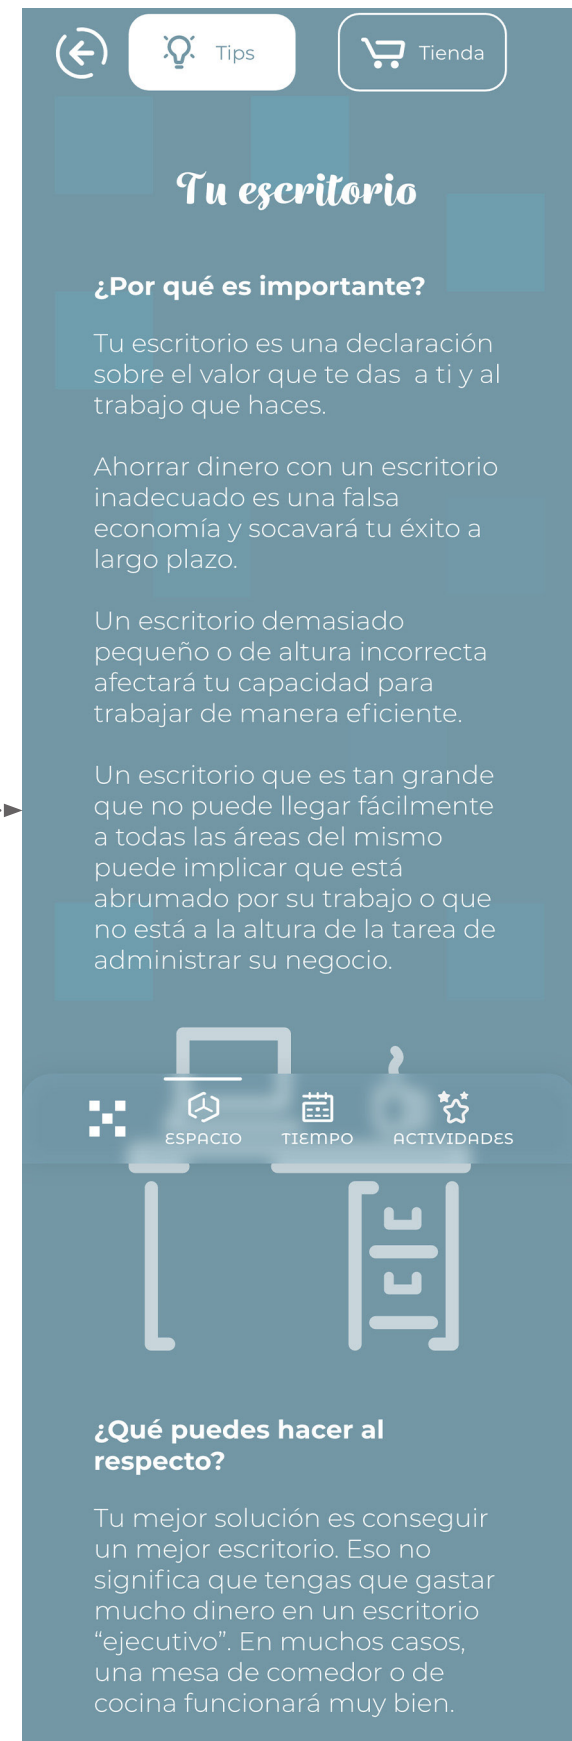 Tips
Tienda
Tu escritorio
¿Por qué es importante?
Tu escritorio es una declaración
sobre el valor que te das a ti y al
trabajo que haces.
Ahorrar dinero con un escritorio
inadecuado es una falsa
economía y socavará tu éxito a
largo plazo.
Un escritorio demasiado
pequeño o de altura incorrecta
afectará tu capacidad para
trabajar de manera eficiente.
Un escritorio que es tan grande
que no puede llegar fácilmente
a todas las áreas del mismo
puede implicar que está
abrumado por su trabajo o que
no está a la altura de la tarea de
administrar su negocio.
ESPACIO
TIEMPO
ACTIVIDADES
¿Qué puedes hacer al
respecto?
Tu mejor solución es conseguir
un mejor escritorio. Eso no
significa que tengas que gastar
mucho dinero en un escritorio
“ejecutivo”. En muchos casos,
una mesa de comedor o de
cocina funcionará muy bien.